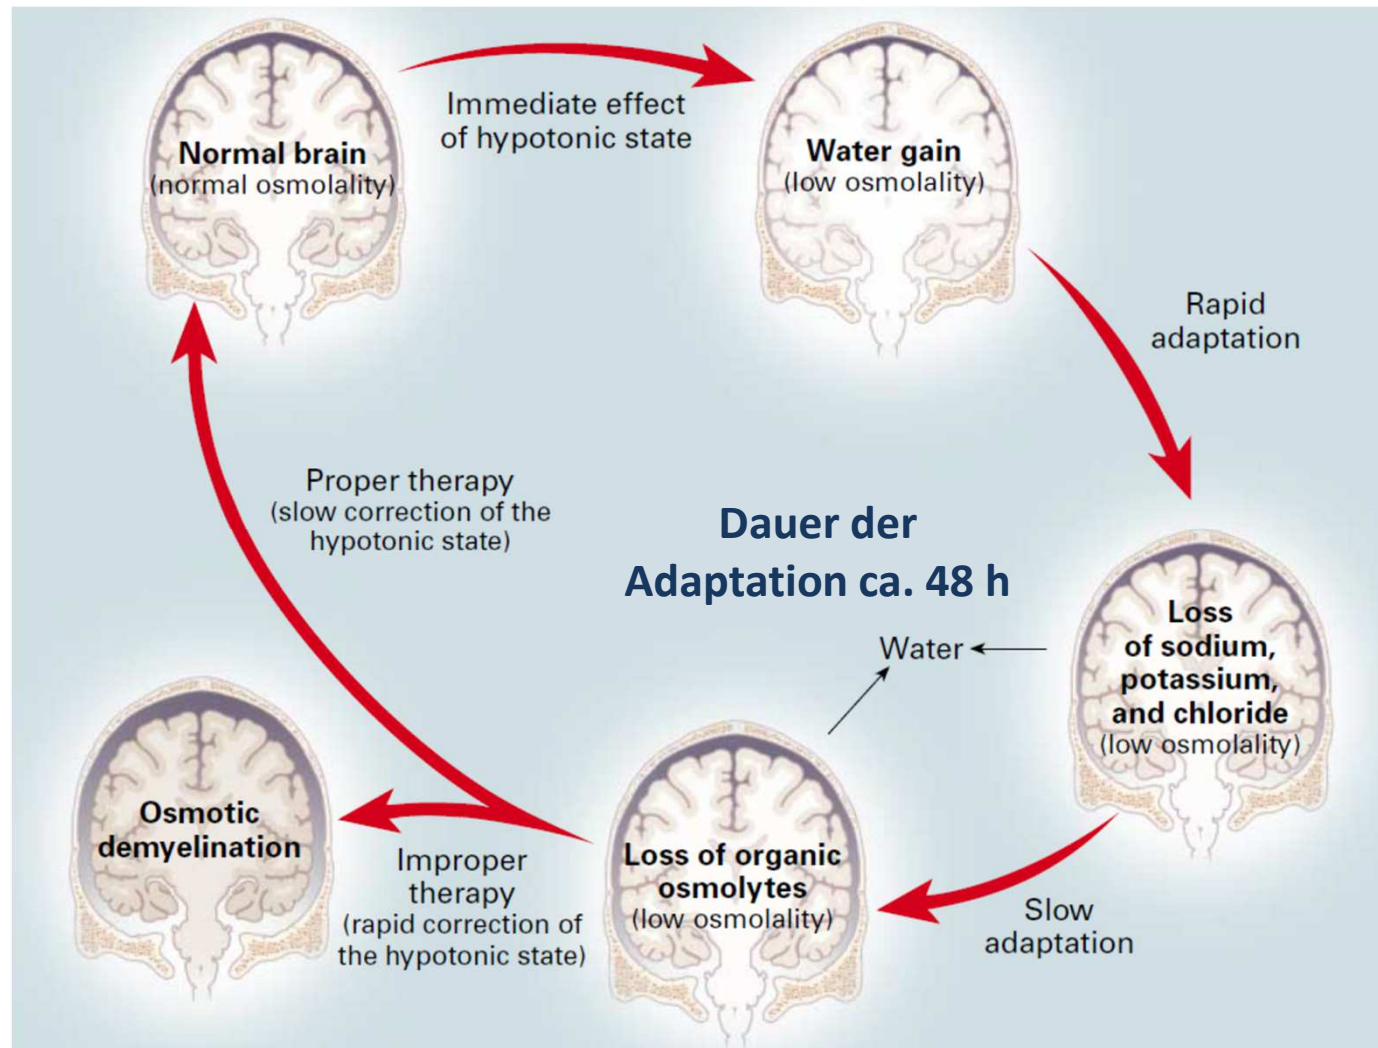 Immediate effect
of hypotonic state
Normal brain
(normal osmolality)
Water gain
(low osmolality)
Rapid
adaptation
Proper therapy
(slow correction of the
hypotonic state)
Dauer der
Adaptation ca. 48 h
Water
Loss
of sodium,
potassium,
and chloride
(low osmolality)
Osmotic
demyelination
Improper
therapy
(rapid correction of
the hypotonic state)
Loss of organic
osmolytes
(low osmolality)
Slow
adaptation